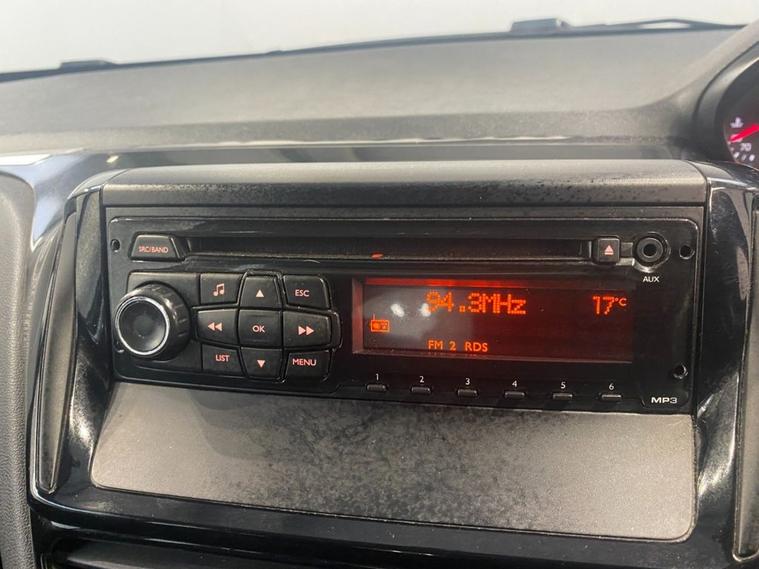 SRC/BAND
AUX
ESC
OK
LIST
MENU
94.3MHz
17°C
FM 2 RDS
1 2 3 4 5 6
MP3
70